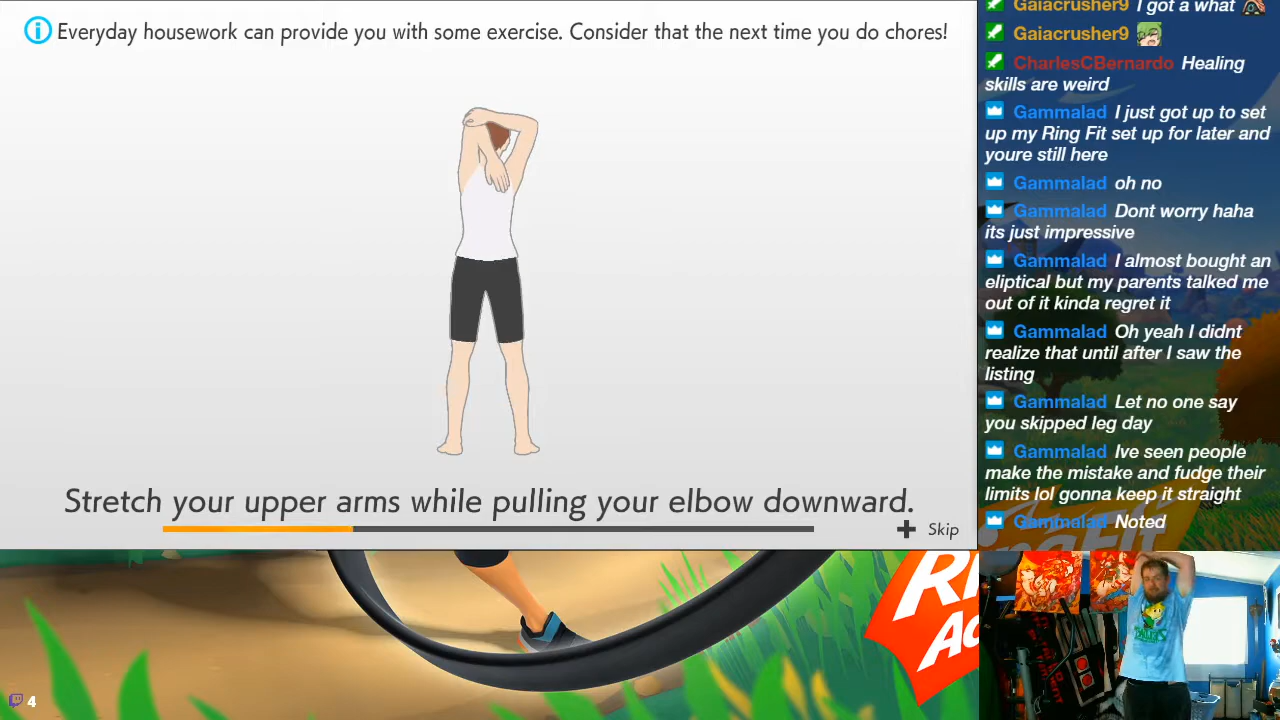 Everyday housework can provide you with some exercise. Consider that the next time you do chores!
Stretch your upper arms while pulling your elbow downward.
Skip
Gaiacrusher9 I got a what
Gaiacrusher9
CharlesCBernardo Healing
skills are weird
Gammalad I just got up to set
up my Ring Fit set up for later and
youre still here
Gammalad oh no
Gammalad Dont worry haha
its just impressive
Gammalad I almost bought an
eliptical but my parents talked me
out of it kinda regret it
Gammalad Oh yeah I didnt
realize that until after I saw the
listing
Gammalad Let no one say
you skipped leg day
Gammalad Ive seen people
make the mistake and fudge their
limits lol gonna keep it straight
Gammalad Noted
4